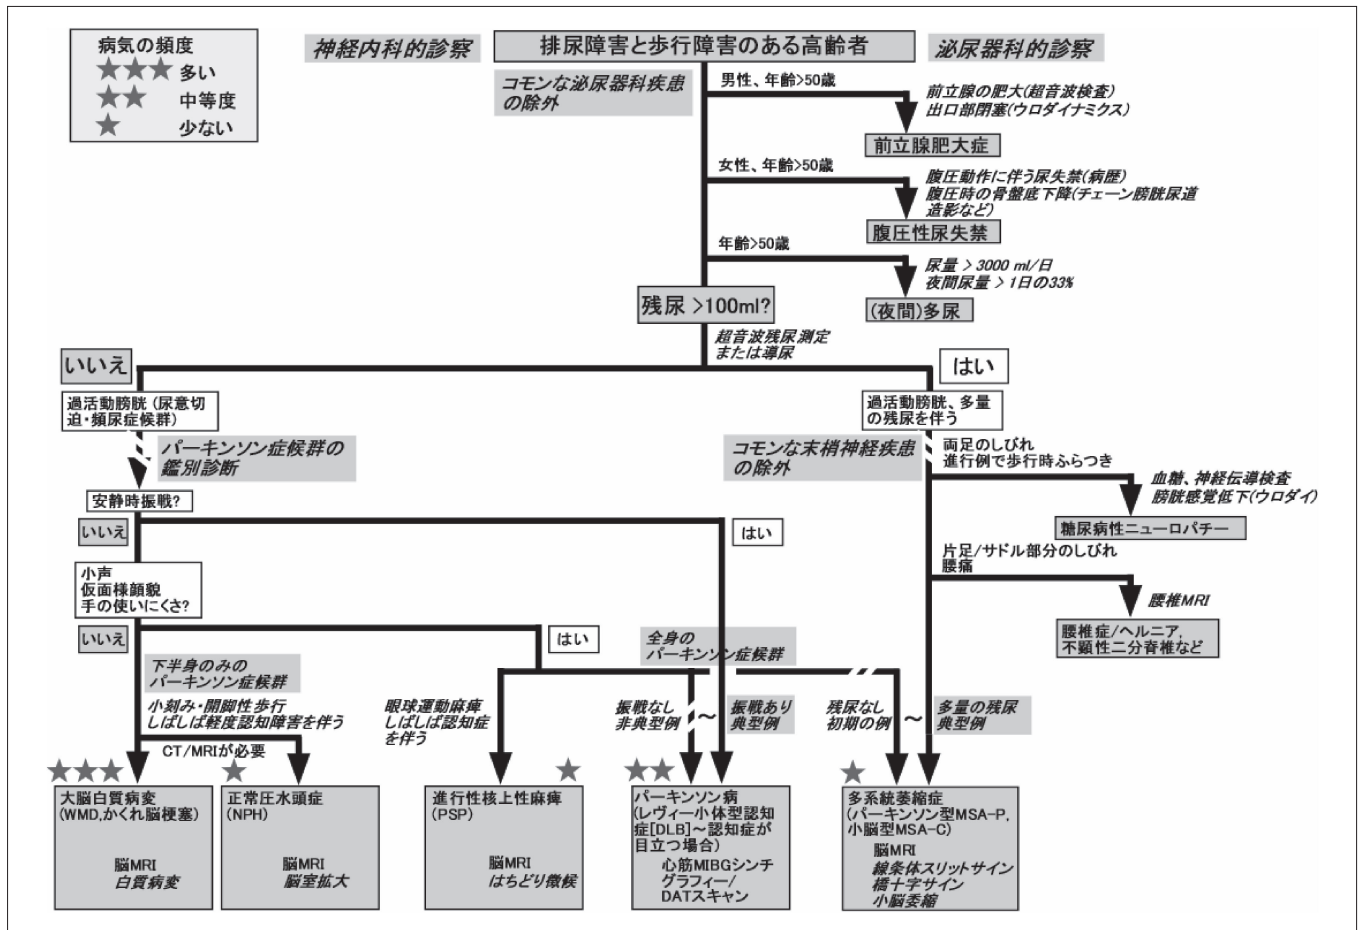 病気の頻度
★★★ 多い
★★ 中等度
★ 少ない
神経内科的診察
排尿障害と歩行障害のある高齢者
泌尿器科的診察
コモンな泌尿器科疾患
の除外
男性、年齢>50歳
前立腺の肥大(超音波検査)
出口部閉塞(ウロダイナミクス)
前立腺肥大症
女性、年齢>50歳
腹圧動作に伴う尿失禁(病歴)
腹圧時の骨盤底下降(チェーン膀胱尿道
造影など)
腹圧性尿失禁
年齢>50歳
尿量 > 3000 ml/日
夜間尿量 > 1日の33%
(夜間)多尿
残尿 >100ml?
超音波残尿測定
または導尿
いいえ
はい
過活動膀胱 (尿意切
迫・頻尿症候群)
過活動膀胱、多量
の残尿を伴う
パーキンソン症候群の
鑑別診断
コモンな末梢神経疾患
の除外
両足のしびれ
進行例で歩行時ふらつき
血糖、神経伝導検査
膀胱感覚低下(ウロダイ)
糖尿病性ニューロパチー
安静時振戦?
いいえ
はい
片足/サドル部分のしびれ
腰痛
腰椎MRI
腰椎症/ヘルニア,
不顕性二分脊椎など
小声
仮面様顔貌
手の使いにくさ?
いいえ
はい
全身の
パーキンソン症候群
下半身のみの
パーキンソン症候群
小刻み・開脚性歩行
しばしば軽度認知障害を伴う
CT/MRIが必要
眼球運動麻痺
しばしば認知症
を伴う
振戦なし
非典型例
～
振戦あり
典型例
残尿なし
初期の例
～
多量の残尿
典型例
★★★
大脳白質病変
(WMD,かくれ脳梗塞)
脳MRI
白質病変
★
正常圧水頭症
(NPH)
脳MRI
脳室拡大
★
進行性核上性麻痺
(PSP)
脳MRI
はちどり徴候
★★
パーキンソン病
(レヴィー小体型認知
症[DLB]～認知症が
目立つ場合)
心筋MIBGシンチ
グラフィー/
DATスキャン
★
多系統萎縮症
(パーキンソン型MSA-P,
小脳型MSA-C)
脳MRI
線条体スリットサイン
橋十字サイン
小脳萎縮